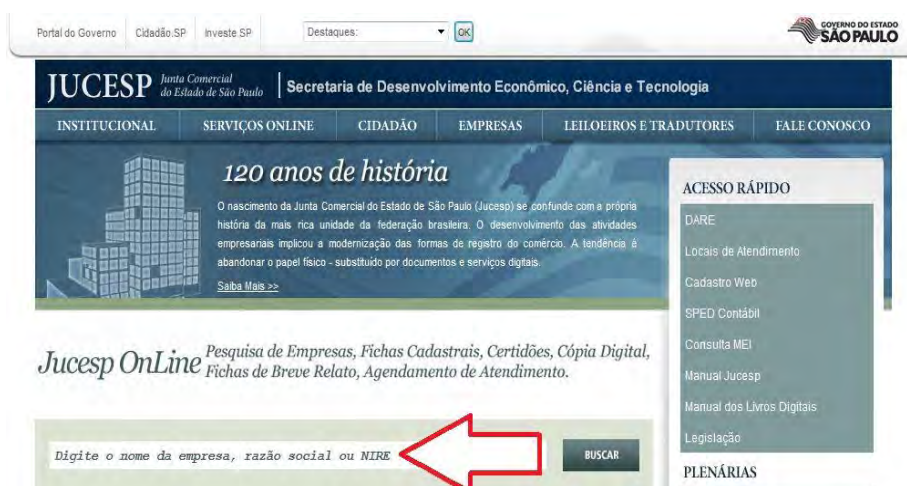 Portal do Governo
Cidadão.SP
Investe SP
Destaques:
OK
GOVERNO DO ESTADO
SÃO PAULO
JUCESP
Junta Comercial
do Estado de São Paulo
Secretaria de Desenvolvimento Econômico, Ciência e Tecnologia
INSTITUCIONAL
SERVIÇOS ONLINE
CIDADÃO
EMPRESAS
LEILOEIROS E TRADUTORES
FALE CONOSCO
120 anos de história
O nascimento da Junta Comercial do Estado de São Paulo (Jucesp) se confunde com a própria
história da mais rica unidade da federação brasileira. O desenvolvimento das atividades
empresariais implicou a modernização das formas de registro do comércio. A tendência é
abandonar o papel físico - substituído por documentos e serviços digitais.
Saiba Mais >>
ACESSO RÁPIDO
DARE
Locais de Atendimento
Cadastro Web
SPED Contábil
Consulta MEI
Manual Jucesp
Manual dos Livros Digitais
Legislação
PLENÁRIAS
Jucesp OnLine
Pesquisa de Empresas, Fichas Cadastrais, Certidões, Cópia Digital,
Fichas de Breve Relato, Agendamento de Atendimento.
Digite o nome da empresa, razão social ou NIRE
BUSCAR